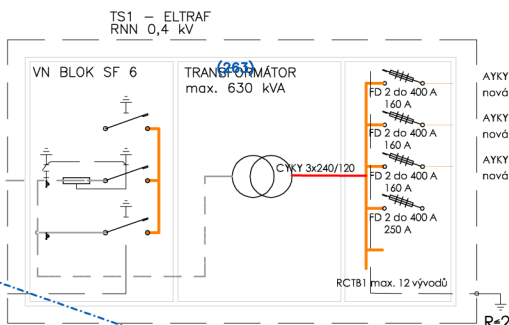 TS1 – ELTRAF
RNN 0,4 kV
VN BLOK SF 6
(263)
TRANSFORMÁTOR
max. 630 kVA
CYKY 3x240/120
FD 2 do 400 A
160 A
FD 2 do 400 A
160 A
FD 2 do 400 A
160 A
FD 2 do 400 A
250 A
RCTB1 max. 12 vývodů
AYKY
nová
AYKY
nová
AYKY
nová
R=2